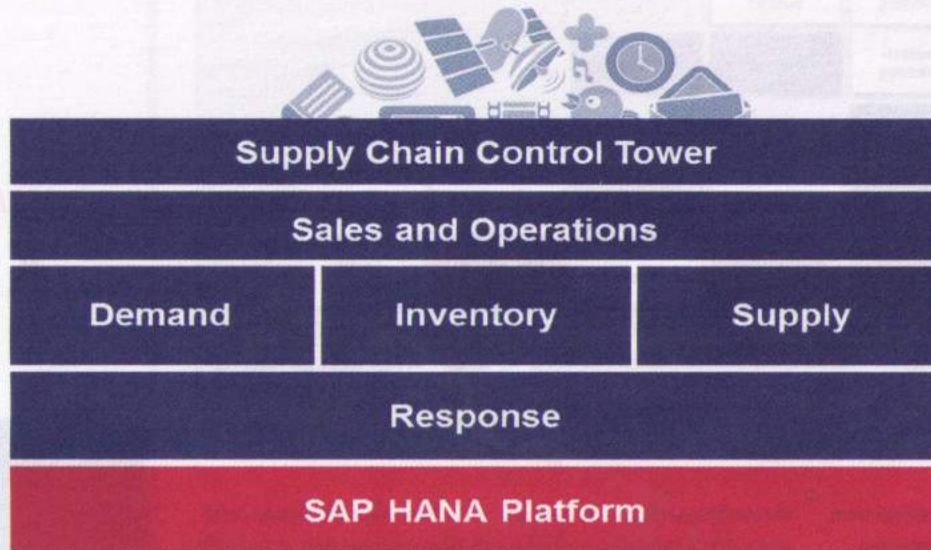 Supply Chain Control Tower
Sales and Operations
Demand Inventory Supply
Response
SAP HANA Platform